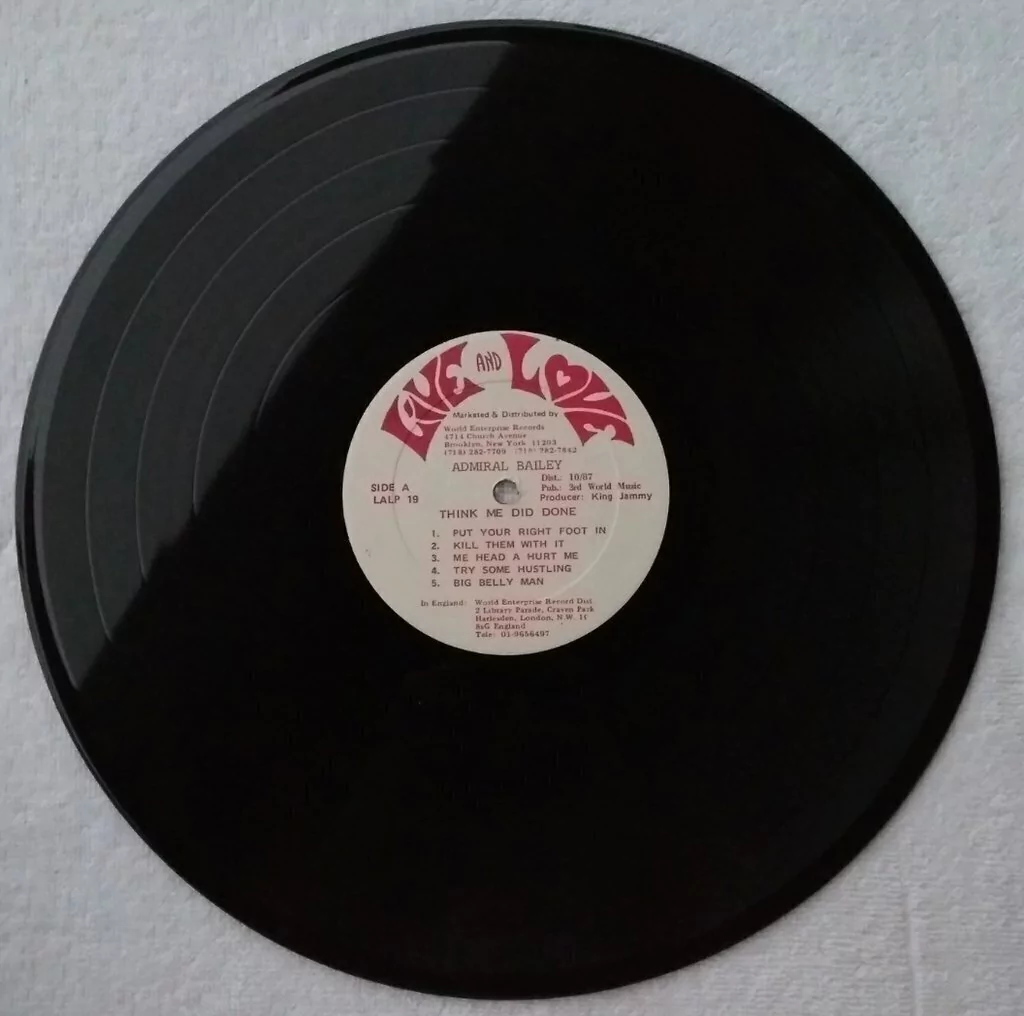 LIVE AND LOVE
Marketed & Distributed by
World Enterprise Records
4714 Church Avenue
Brooklyn, New York 11203
(718) 282-7709 (718) 782-7842
ADMIRAL BAILEY
Dist.: 10/87
SIDE A Pub.: 3rd World Music
LALP 19 Producer: King Jammy
THINK ME DID DONE
1. PUT YOUR RIGHT FOOT IN
2. KILL THEM WITH IT
3. ME HEAD A HURT ME
4. TRY SOME HUSTLING
5. BIG BELLY MAN
In England: World Enterprise Record Dist.
2 Library Parade, Craven Park
Harlesden, London, N.W. 10
8sG England
Tele: 01-9656497